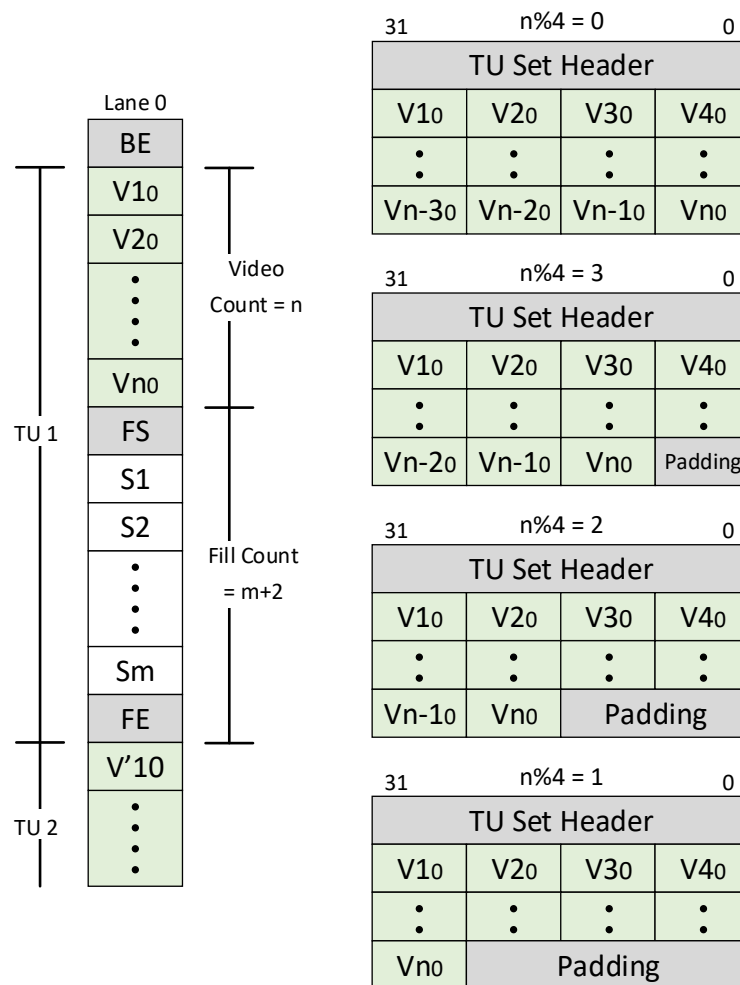 Lane 0
BE
V10
V20
Vn0
FS
S1
S2
Sm
FE
V’10
TU 1
TU 2
Video
Count = n
Fill Count
= m+2
n%4 = 0
31 0
TU Set Header
V10 V20 V30 V40
Vn-30 Vn-20 Vn-10 Vn0
n%4 = 3
31 0
TU Set Header
V10 V20 V30 V40
Vn-20 Vn-10 Vn0 Padding
n%4 = 2
31 0
TU Set Header
V10 V20 V30 V40
Vn-10 Vn0 Padding
n%4 = 1
31 0
TU Set Header
V10 V20 V30 V40
Vn0 Padding